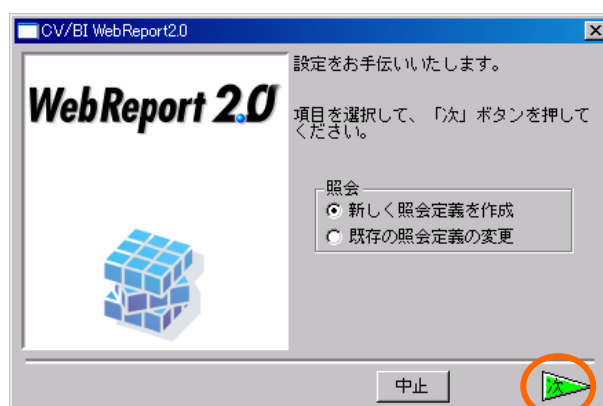 CV/BI WebReport2.0
設定をお手伝いいたします。
WebReport 2.0
項目を選択して、「次」ボタンを押して
ください。
照会
新しく照会定義を作成
既存の照会定義の変更
中止
次